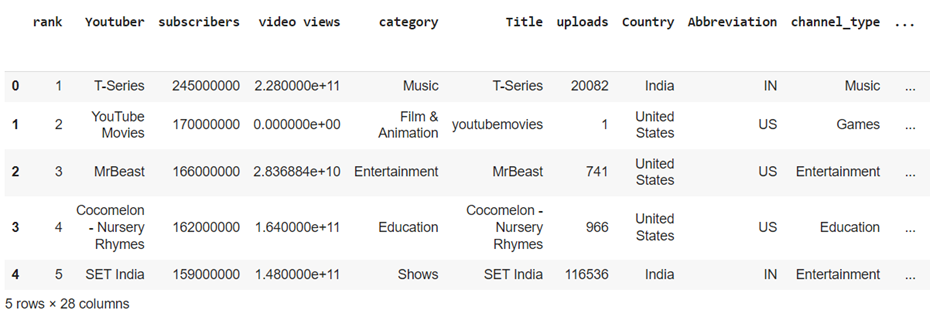 rank Youtuber subscribers video views category Title uploads Country Abbreviation channel_type ...
0 1 T-Series 245000000 2.280000e+11 Music T-Series 20082 India IN Music ...
1 2 YouTube Movies 170000000 0.000000e+00 Film & Animation youtubemovies 1 United States US Games ...
2 3 MrBeast 166000000 2.836884e+10 Entertainment MrBeast 741 United States US Entertainment ...
3 4 Cocomelon - Nursery Rhymes 162000000 1.640000e+11 Education Cocomelon - Nursery Rhymes 966 United States US Education ...
4 5 SET India 159000000 1.480000e+11 Shows SET India 116536 India IN Entertainment ...
5 rows × 28 columns